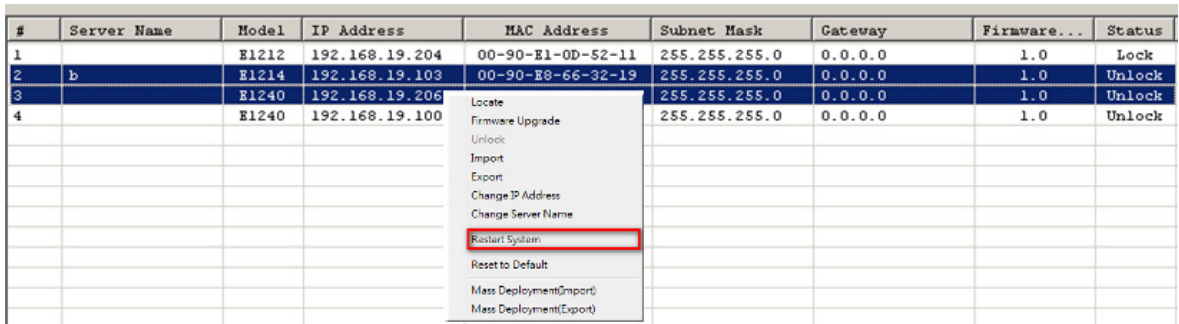 # Server Name Model IP Address MAC Address Subnet Mask Gateway Firmware... Status
1 E1212 192.168.19.204 00-90-E1-0D-52-11 255.255.255.0 0.0.0.0 1.0 Lock
2 b E1214 192.168.19.103 00-90-E8-66-32-19 255.255.255.0 0.0.0.0 1.0 Unlock
3 E1240 192.168.19.206 255.255.255.0 0.0.0.0 1.0 Unlock
4 E1240 192.168.19.100 255.255.255.0 0.0.0.0 1.0 Unlock
Locate
Firmware Upgrade
Unlock
Import
Export
Change IP Address
Change Server Name
Restart System
Reset to Default
Mass Deployment(Import)
Mass Deployment(Export)